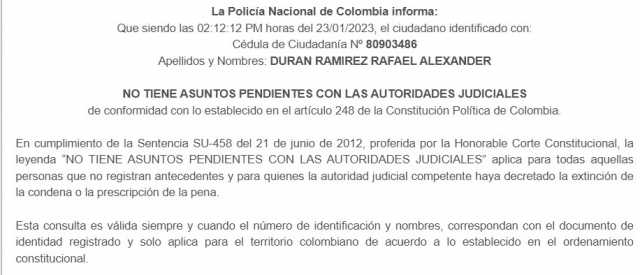 La Policía Nacional de Colombia informa:
Que siendo las 02:12:12 PM horas del 23/01/2023, el ciudadano identificado con:
Cédula de Ciudadanía Nº 80903486
Apellidos y Nombres: DURAN RAMIREZ RAFAEL ALEXANDER
NO TIENE ASUNTOS PENDIENTES CON LAS AUTORIDADES JUDICIALES
de conformidad con lo establecido en el artículo 248 de la Constitución Política de Colombia.
En cumplimiento de la Sentencia SU-458 del 21 de junio de 2012, proferida por la Honorable Corte Constitucional, la
leyenda “NO TIENE ASUNTOS PENDIENTES CON LAS AUTORIDADES JUDICIALES” aplica para todas aquellas
personas que no registran antecedentes y para quienes la autoridad judicial competente haya decretado la extinción de
la condena o la prescripción de la pena.
Esta consulta es válida siempre y cuando el número de identificación y nombres, correspondan con el documento de
identidad registrado y solo aplica para el territorio colombiano de acuerdo a lo establecido en el ordenamiento
constitucional.